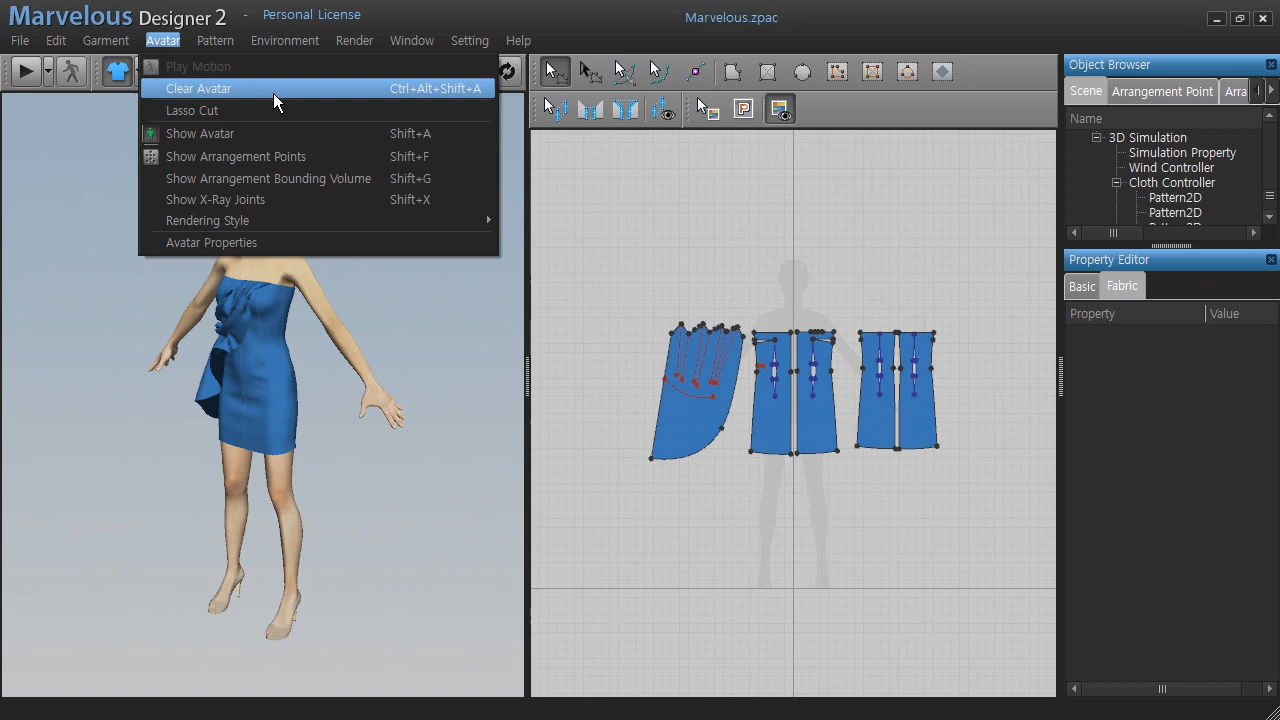 Marvelous Designer 2 - Personal License
Marvelous.zpac
File Edit Garment Avatar Pattern Environment Render Window Setting Help
Play Motion
Clear Avatar Ctrl+Alt+Shift+A
Lasso Cut
Show Avatar Shift+A
Show Arrangement Points Shift+F
Show Arrangement Bounding Volume Shift+G
Show X-Ray Joints Shift+X
Rendering Style
Avatar Properties
Object Browser
Scene Arrangement Point Arra
Name
3D Simulation
Simulation Property
Wind Controller
Cloth Controller
Pattern2D
Pattern2D
Property Editor
Basic Fabric
Property Value